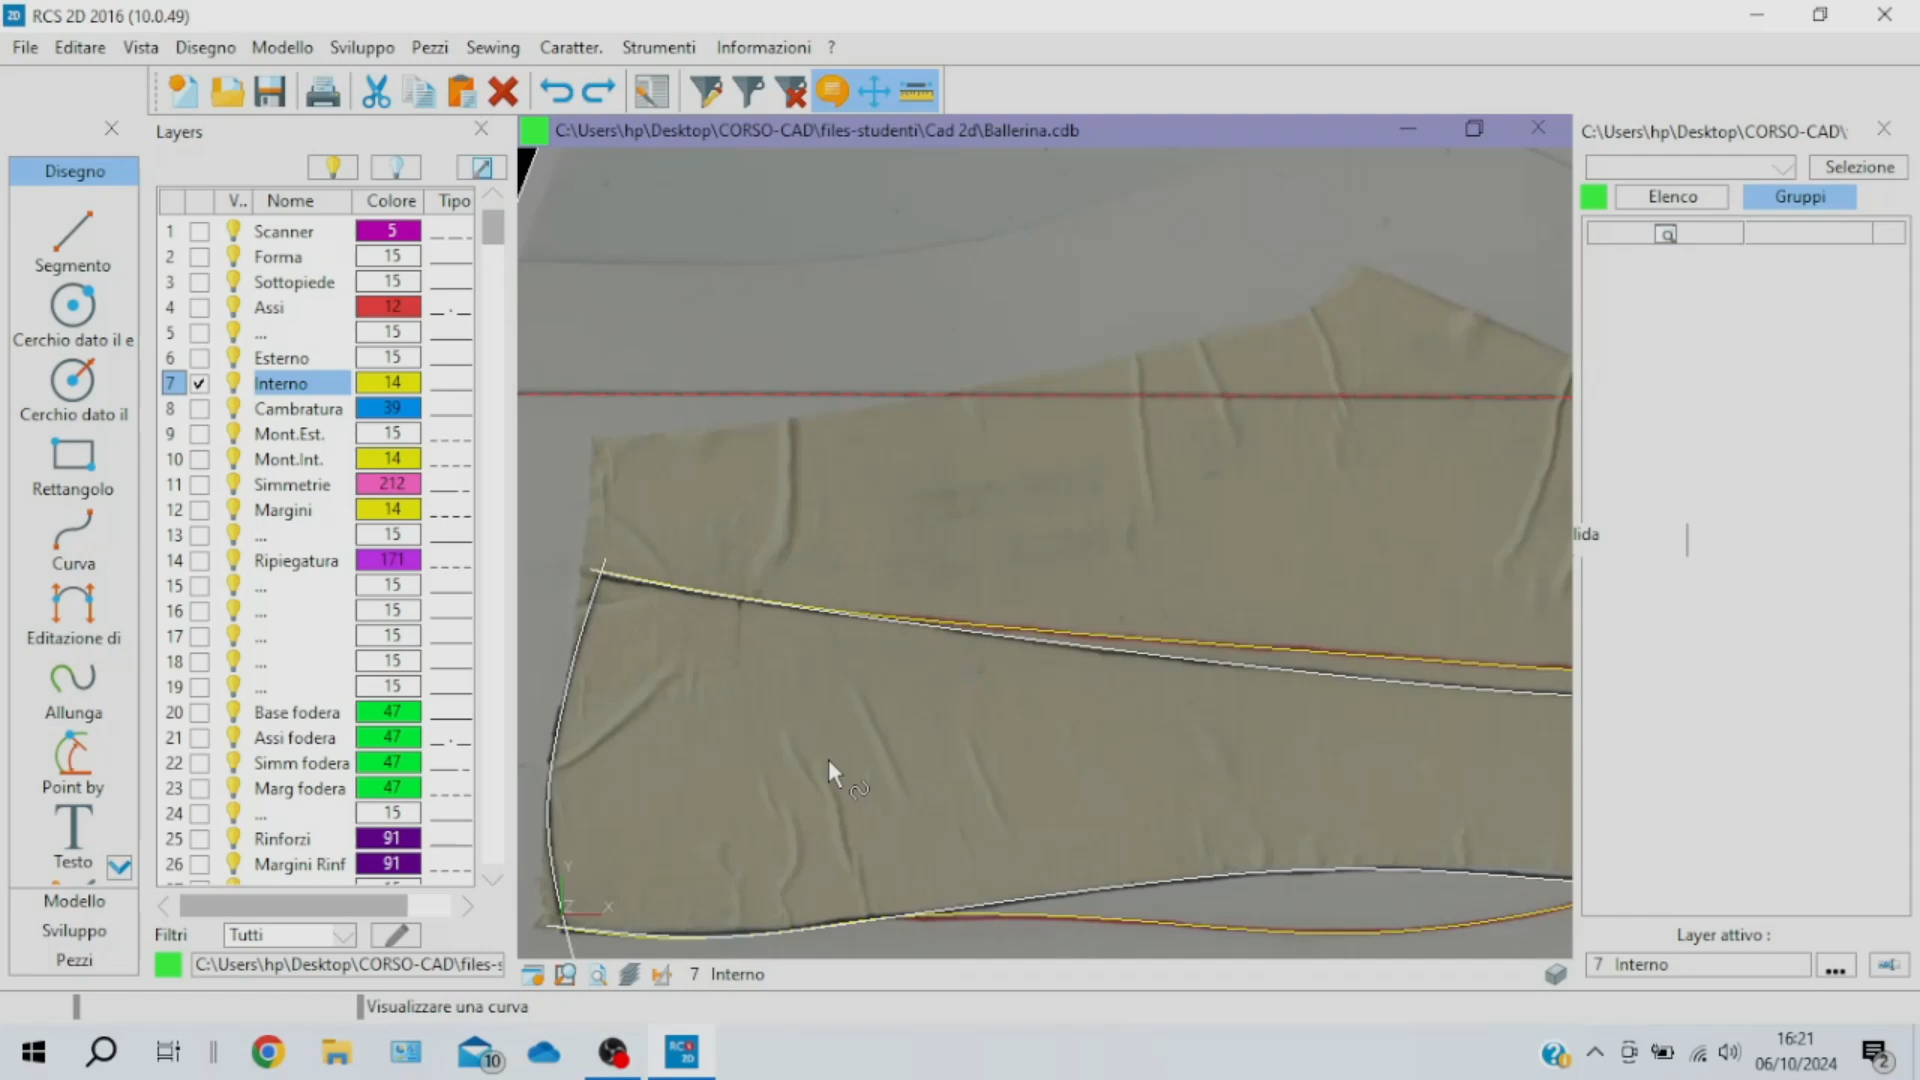 RCS 2D 2016 (10.0.49)
File Editare Vista Disegno Modello Sviluppo Pezzi Sewing Caratter. Strumenti Informazioni ?
Layers
C:\Users\hp\Desktop\CORSO-CAD\files-studenti\Cad 2d\Ballerina.cdb
C:\Users\hp\Desktop\CORSO-CAD\
Selezione
Elenco Gruppi
Disegno
Segmento
Cerchio dato il e
Cerchio dato il
Rettangolo
Curva
Editazione di
Allunga
Point by
Testo
Modello
Sviluppo
Pezzi
V.. Nome Colore Tipo
1 Scanner 5
2 Forma 15
3 Sottopiede 15
4 Assi 12
5 ... 15
6 Esterno 15
7 Interno 14
8 Cambratura 39
9 Mont.Est. 15
10 Mont.Int. 14
11 Simmetrie 212
12 Margini 14
13 ... 15
14 Ripiegatura 171
15 ... 15
16 ... 15
17 ... 15
18 ... 15
19 ... 15
20 Base fodera 47
21 Assi fodera 47
22 Simm fodera 47
23 Marg fodera 47
24 ... 15
25 Rinforzi 91
26 Margini Rinf 91
Filtri Tutti
C:\Users\hp\Desktop\CORSO-CAD\files-s
Y
Z X
7 Interno
lida
Layer attivo :
7 Interno ...
Visualizzare una curva
10
RCS
2D
16:21
06/10/2024
2